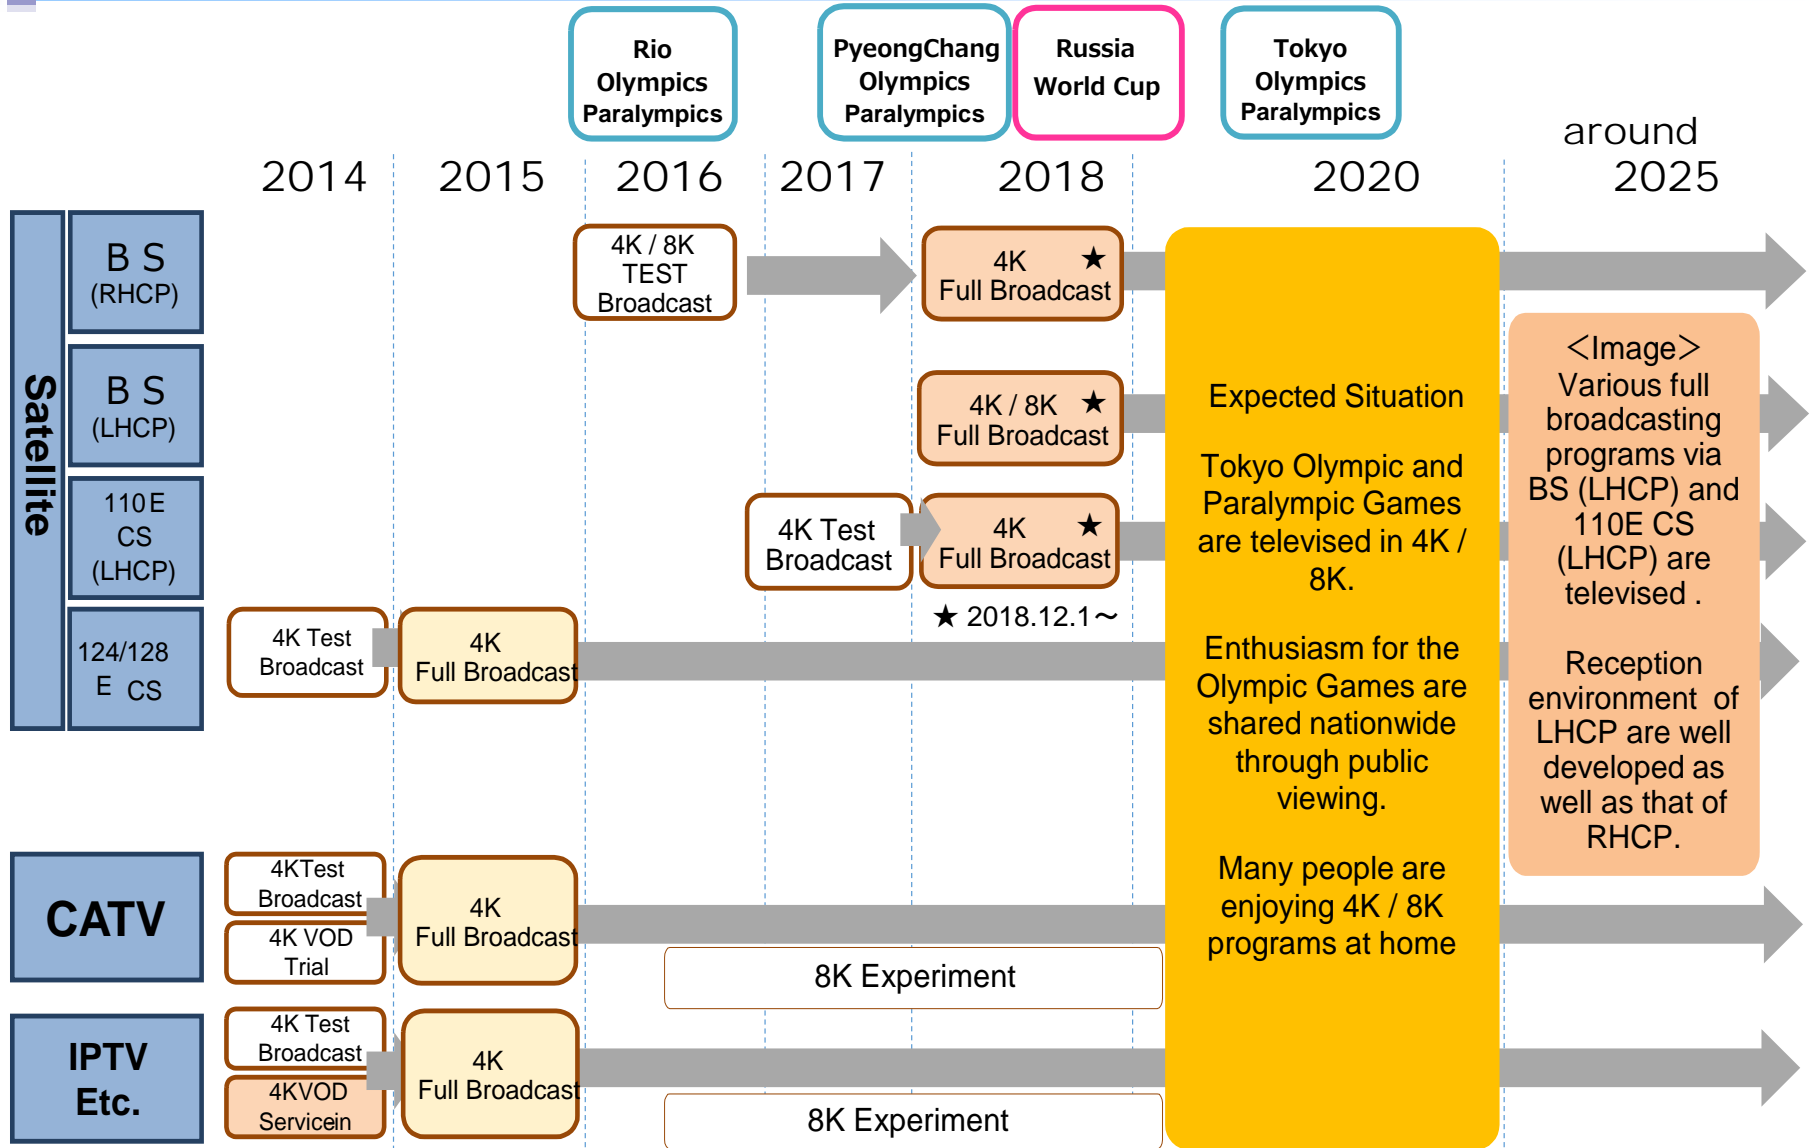 Rio
Olympics
Paralympics
PyeongChang
Olympics
Paralympics
Russia
World Cup
Tokyo
Olympics
Paralympics
around
2014
2015
2016
2017
2018
2020
2025
Satellite
B S
(RHCP)
4K / 8K
TEST
Broadcast
4K ★
Full Broadcast
B S
(LHCP)
4K / 8K ★
Full Broadcast
110E
CS
(LHCP)
4K Test
Broadcast
4K ★
Full Broadcast
★ 2018.12.1～
124/128
E CS
4K Test
Broadcast
4K
Full Broadcast
Expected Situation
Tokyo Olympic and
Paralympic Games
are televised in 4K /
8K.
Enthusiasm for the
Olympic Games are
shared nationwide
through public
viewing.
Many people are
enjoying 4K / 8K
programs at home
＜Image＞
Various full
broadcasting
programs via
BS (LHCP) and
110E CS
(LHCP) are
televised .
Reception
environment of
LHCP are well
developed as
well as that of
RHCP.
CATV
4KTest
Broadcast
4K VOD
Trial
4K
Full Broadcast
8K Experiment
IPTV
Etc.
4K Test
Broadcast
4KVOD
Servicein
4K
Full Broadcast
8K Experiment